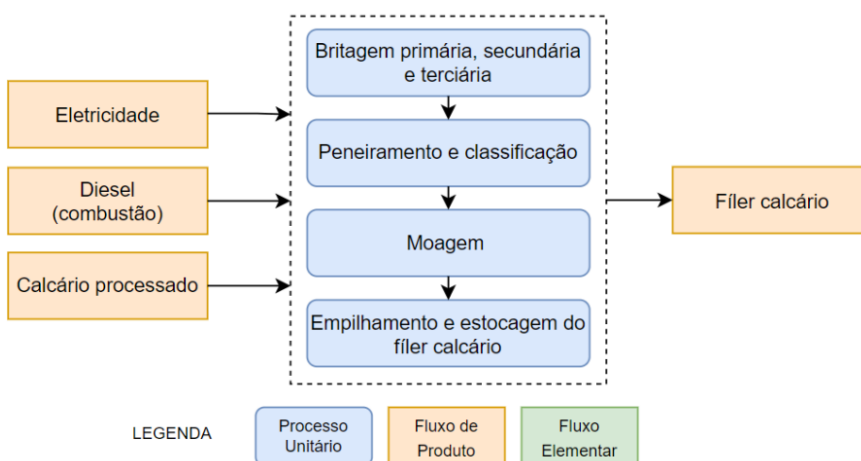 Britagem primária, secundária
e terciária
Eletricidade
Peneiramento e classificação
Diesel
(combustão)
Fíler calcário
Moagem
Calcário processado
Empilhamento e estocagem do
fíler calcário
LEGENDA
Processo
Unitário
Fluxo de
Produto
Fluxo
Elementar